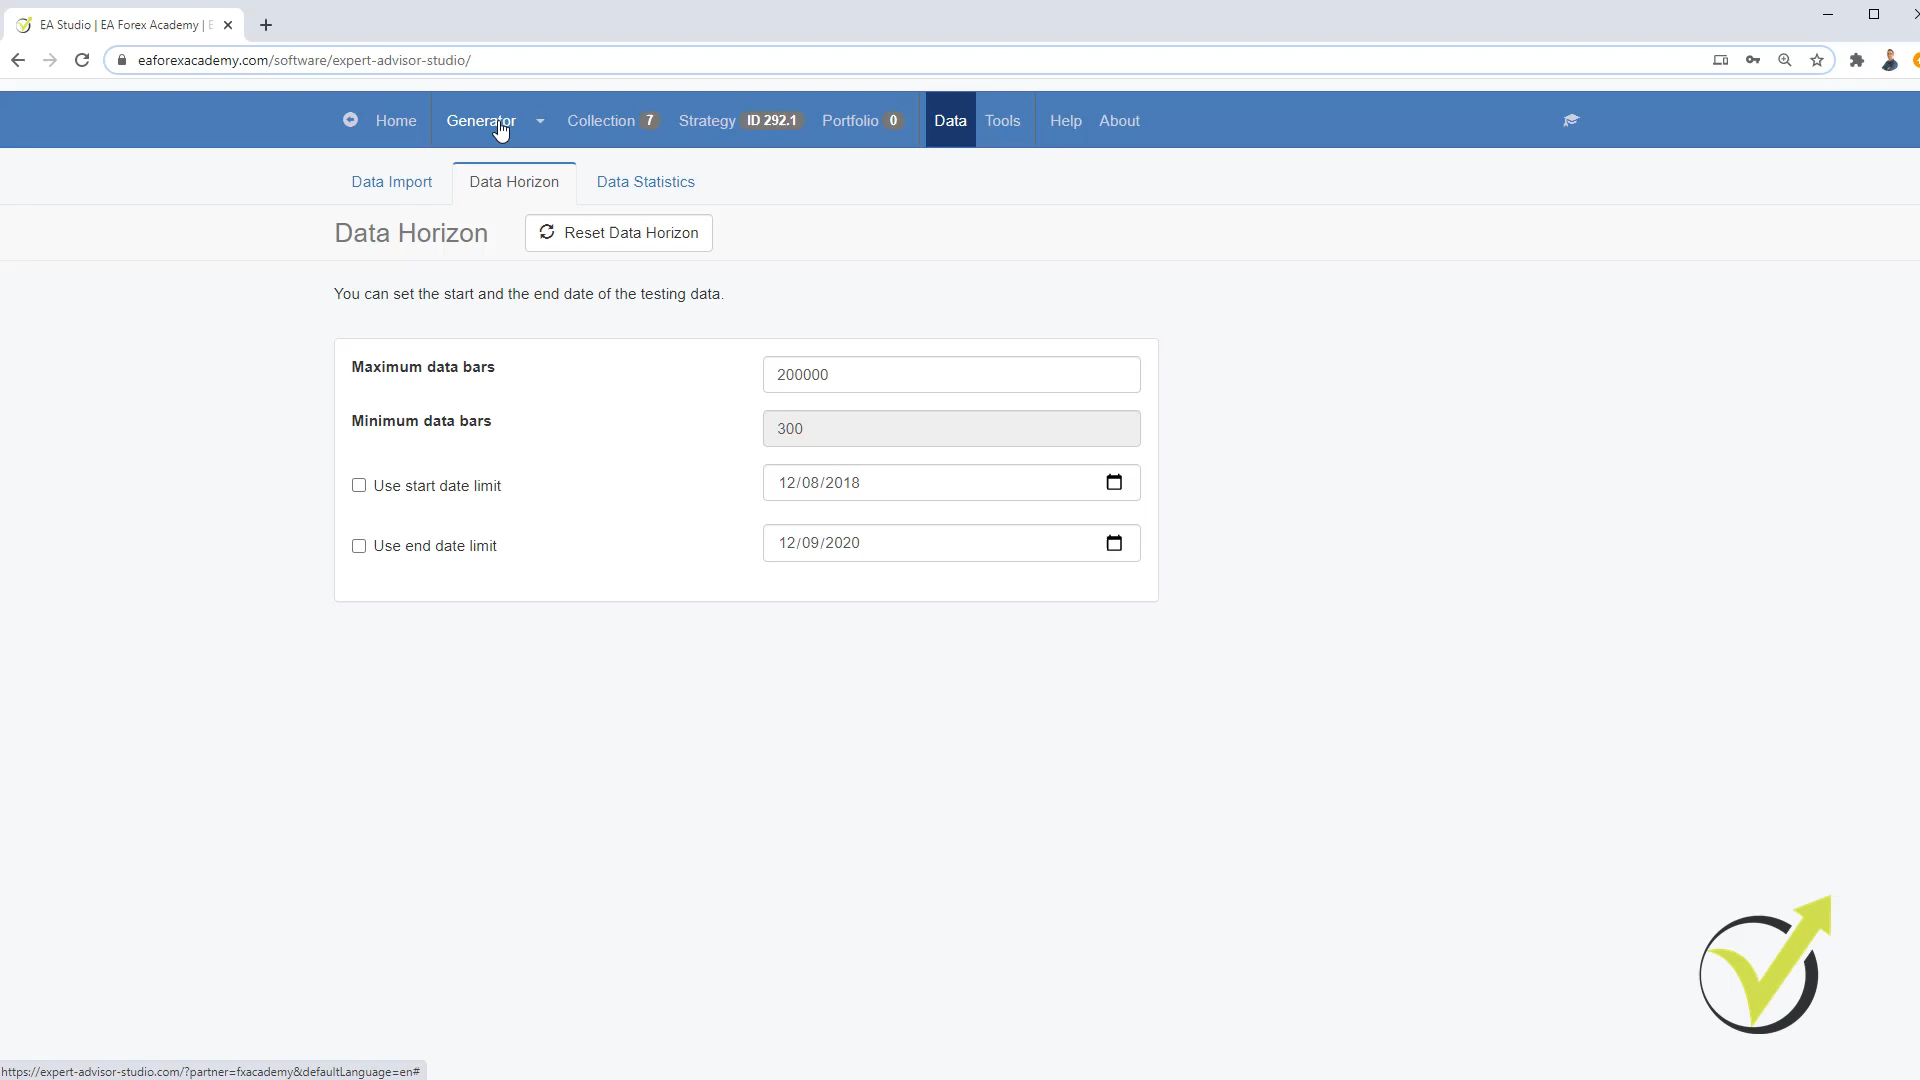 EA Studio | EA Forex Academy |
eaforexacademy.com/software/expert-advisor-studio/
Home Generator Collection 7 Strategy ID 292.1 Portfolio 0 Data Tools Help About
Data Import Data Horizon Data Statistics
Data Horizon Reset Data Horizon
You can set the start and the end date of the testing data.
Maximum data bars 200000
Minimum data bars 300
Use start date limit 12/08/2018
Use end date limit 12/09/2020
https://expert-advisor-studio.com/?partner=fxacademy&defaultLanguage=en#